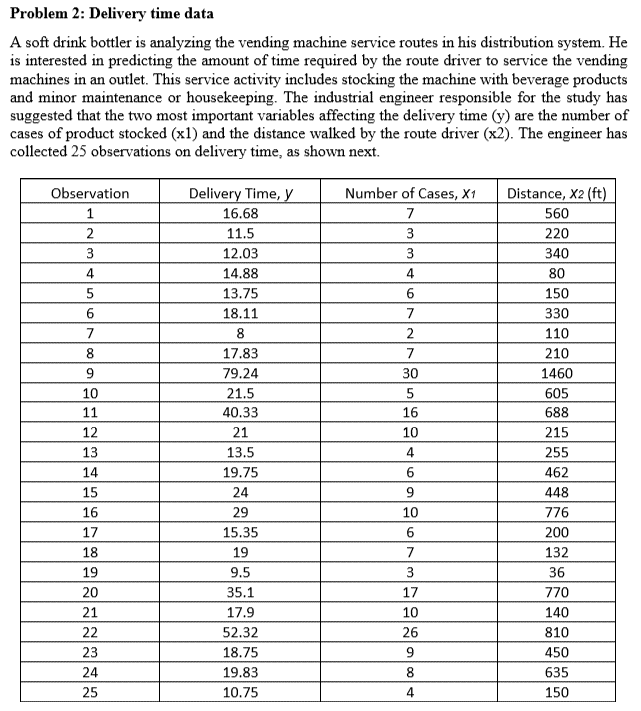 Problem 2: Delivery time data
A soft drink bottler is analyzing the vending machine service routes in his distribution system. He
is interested in predicting the amount of time required by the route driver to service the vending
machines in an outlet. This service activity includes stocking the machine with beverage products
and minor maintenance or housekeeping. The industrial engineer responsible for the study has
suggested that the two most important variables affecting the delivery time (y) are the number of
cases of product stocked (x1) and the distance walked by the route driver (x2). The engineer has
collected 25 observations on delivery time, as shown next.
Observation Delivery Time, y Number of Cases, X1 Distance, X2 (ft)
1 16.68 7 560
2 11.5 3 220
3 12.03 3 340
4 14.88 4 80
5 13.75 6 150
6 18.11 7 330
7 8 2 110
8 17.83 7 210
9 79.24 30 1460
10 21.5 5 605
11 40.33 16 688
12 21 10 215
13 13.5 4 255
14 19.75 6 462
15 24 9 448
16 29 10 776
17 15.35 6 200
18 19 7 132
19 9.5 3 36
20 35.1 17 770
21 17.9 10 140
22 52.32 26 810
23 18.75 9 450
24 19.83 8 635
25 10.75 4 150